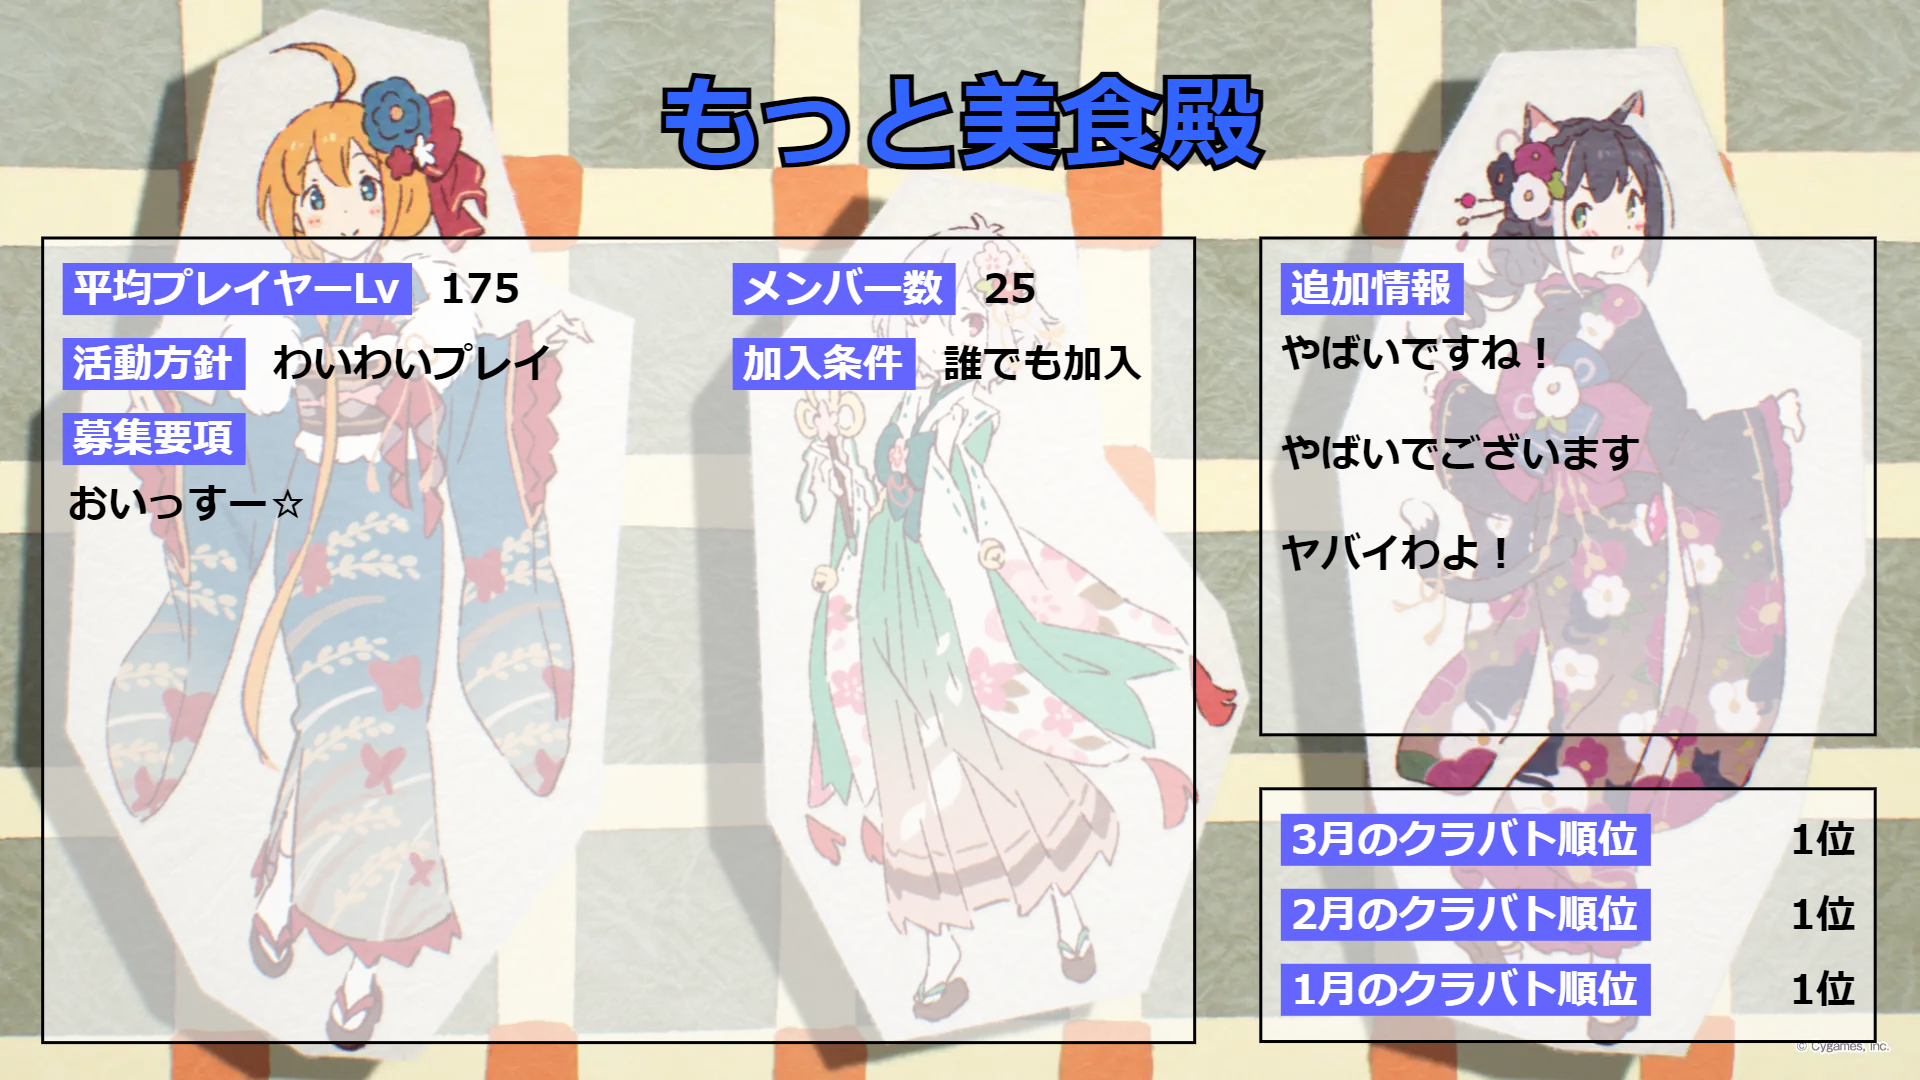 もっと美食殿
平均プレイヤーLv 175
メンバー数 25
活動方針 わいわいプレイ
加入条件 誰でも加入
募集要項
おいっすー☆
追加情報
やばいですね！
やばいでございます
ヤバイわよ！
3月のクラバト順位 1位
2月のクラバト順位 1位
1月のクラバト順位 1位
© Cygames, Inc.